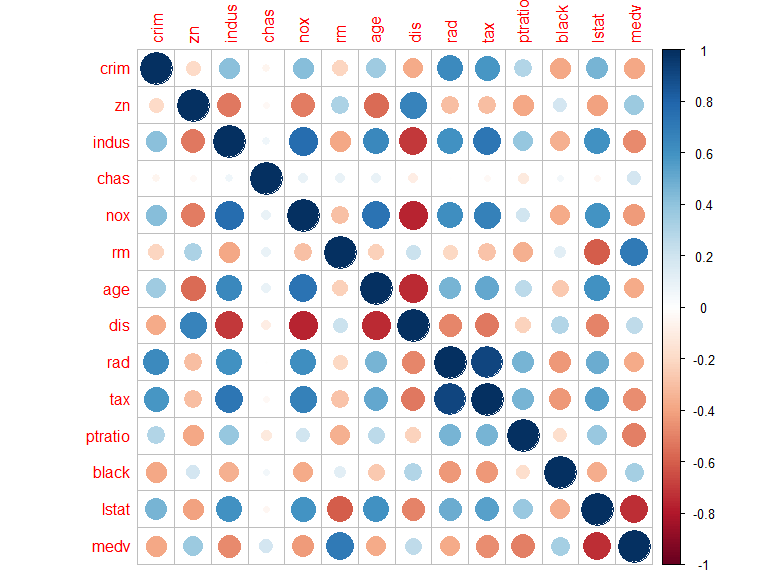 crim zn indus chas nox rm age dis rad tax ptratio black lstat medv
crim
zn
indus
chas
nox
rm
age
dis
rad
tax
ptratio
black
lstat
medv
1
0.8
0.6
0.4
0.2
0
-0.2
-0.4
-0.6
-0.8
-1